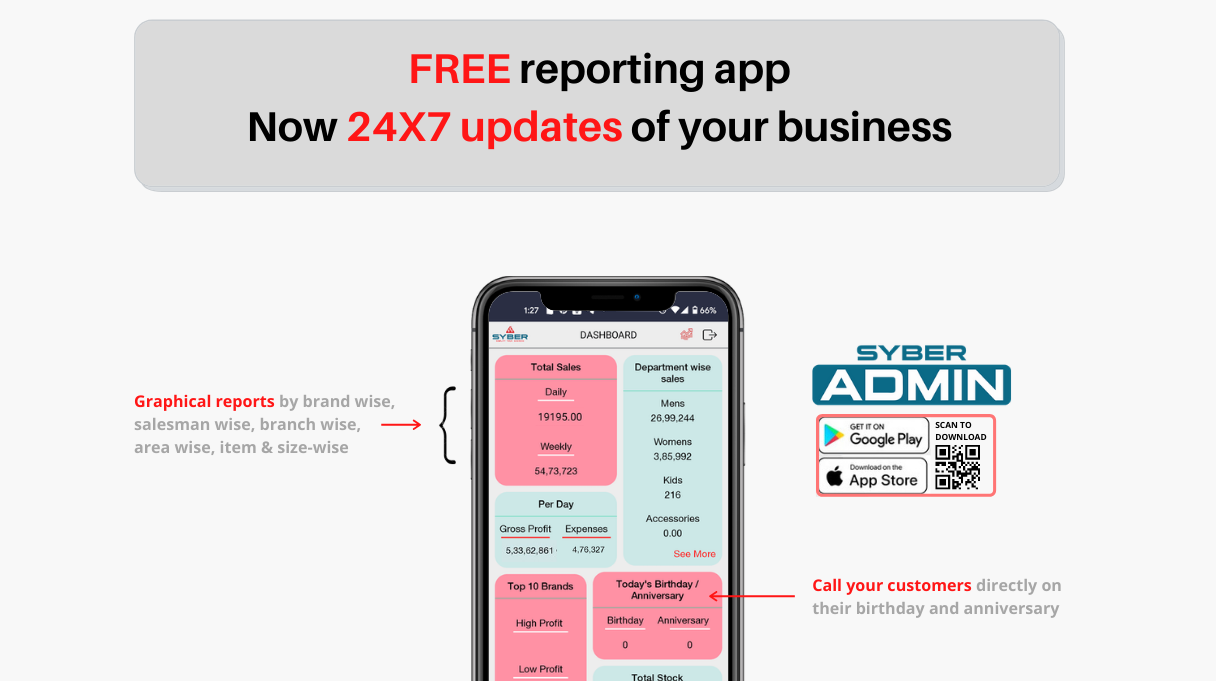 FREE reporting app
Now 24X7 updates of your business
1:27
66%
SYBER
DASHBOARD
Total Sales
Daily
19195.00
Weekly
54,73,723
Department wise
sales
Mens
26,99,244
Womens
3,85,992
Kids
216
Accessories
0.00
See More
Per Day
Gross Profit Expenses
5,33,62,861 4,76,327
Top 10 Brands
High Profit
Low Profit
Today's Birthday /
Anniversary
Birthday Anniversary
0 0
Total Stock
Graphical reports by brand wise,
salesman wise, branch wise,
area wise, item & size-wise
SYBER
ADMIN
GET IT ON
Google Play
Download on the
App Store
SCAN TO
DOWNLOAD
Call your customers directly on
their birthday and anniversary